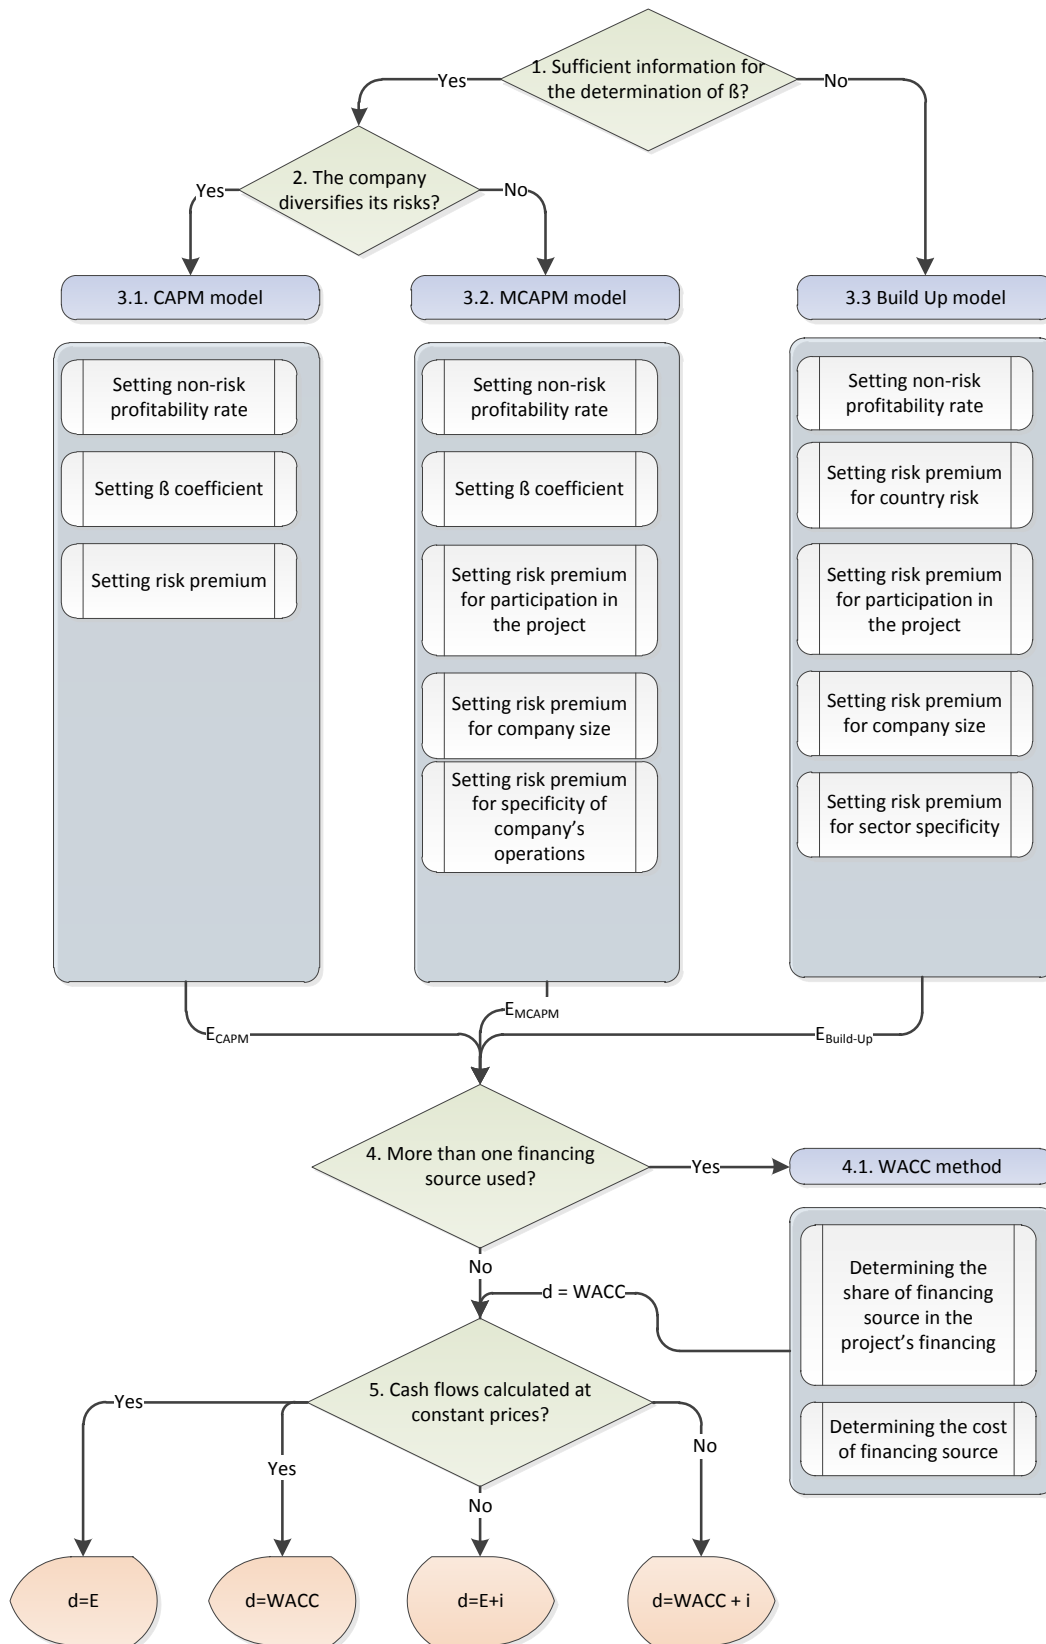 1. Sufficient information for
the determination of ß?
Yes
No
2. The company
diversifies its risks?
Yes
No
3.1. CAPM model
3.2. MCAPM model
3.3 Build Up model
Setting non-risk
profitability rate
Setting ß coefficient
Setting risk premium
Setting non-risk
profitability rate
Setting ß coefficient
Setting risk premium
for participation in
the project
Setting risk premium
for company size
Setting risk premium
for specificity of
company’s
operations
Setting non-risk
profitability rate
Setting risk premium
for country risk
Setting risk premium
for participation in
the project
Setting risk premium
for company size
Setting risk premium
for sector specificity
ECAPM
EMCAPM
EBuild-Up
4. More than one financing
source used?
Yes
4.1. WACC method
No
d = WACC
Determining the
share of financing
source in the
project’s financing
Determining the cost
of financing source
5. Cash flows calculated at
constant prices?
Yes
Yes
No
No
d=E
d=WACC
d=E+i
d=WACC + i